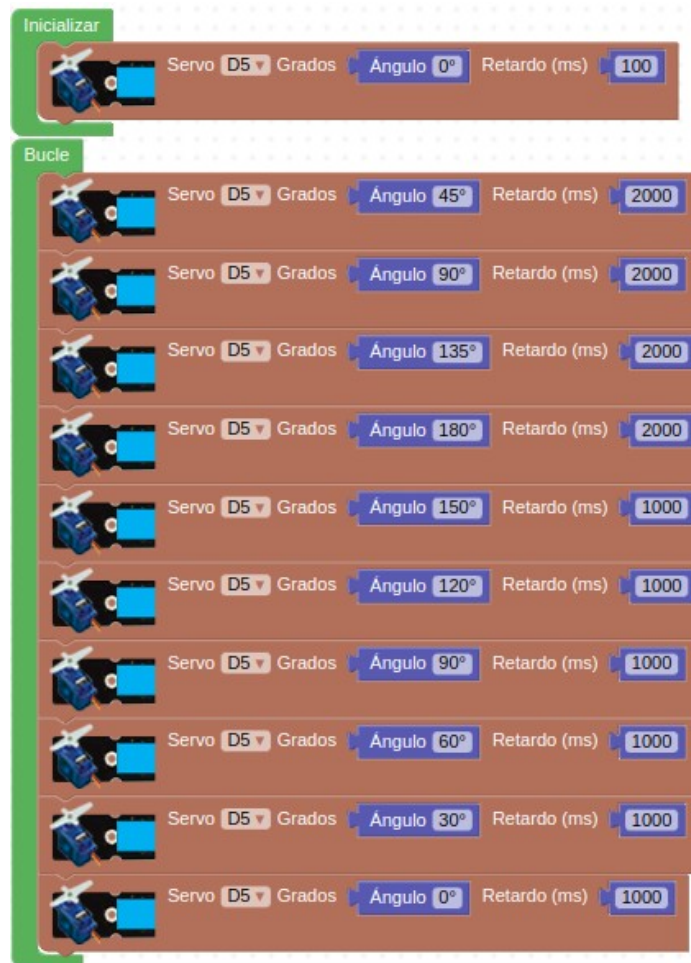 Inicializar
Servo D5 Grados Ángulo 0° Retardo (ms) 100
Bucle
Servo D5 Grados Ángulo 45° Retardo (ms) 2000
Servo D5 Grados Ángulo 90° Retardo (ms) 2000
Servo D5 Grados Ángulo 135° Retardo (ms) 2000
Servo D5 Grados Ángulo 180° Retardo (ms) 2000
Servo D5 Grados Ángulo 150° Retardo (ms) 1000
Servo D5 Grados Ángulo 120° Retardo (ms) 1000
Servo D5 Grados Ángulo 90° Retardo (ms) 1000
Servo D5 Grados Ángulo 60° Retardo (ms) 1000
Servo D5 Grados Ángulo 30° Retardo (ms) 1000
Servo D5 Grados Ángulo 0° Retardo (ms) 1000